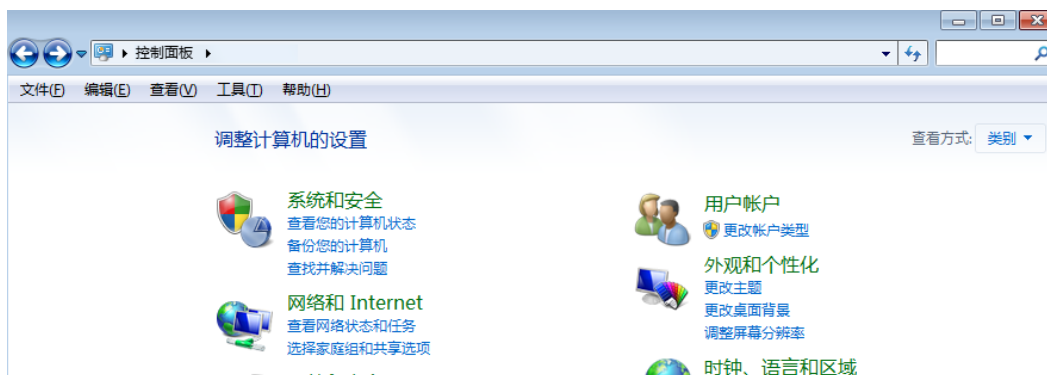 控制面板
文件(F) 编辑(E) 查看(V) 工具(T) 帮助(H)
调整计算机的设置
查看方式: 类别
系统和安全
查看您的计算机状态
备份您的计算机
查找并解决问题
网络和 Internet
查看网络状态和任务
选择家庭组和共享选项
用户帐户
更改帐户类型
外观和个性化
更改主题
更改桌面背景
调整屏幕分辨率
时钟、语言和区域